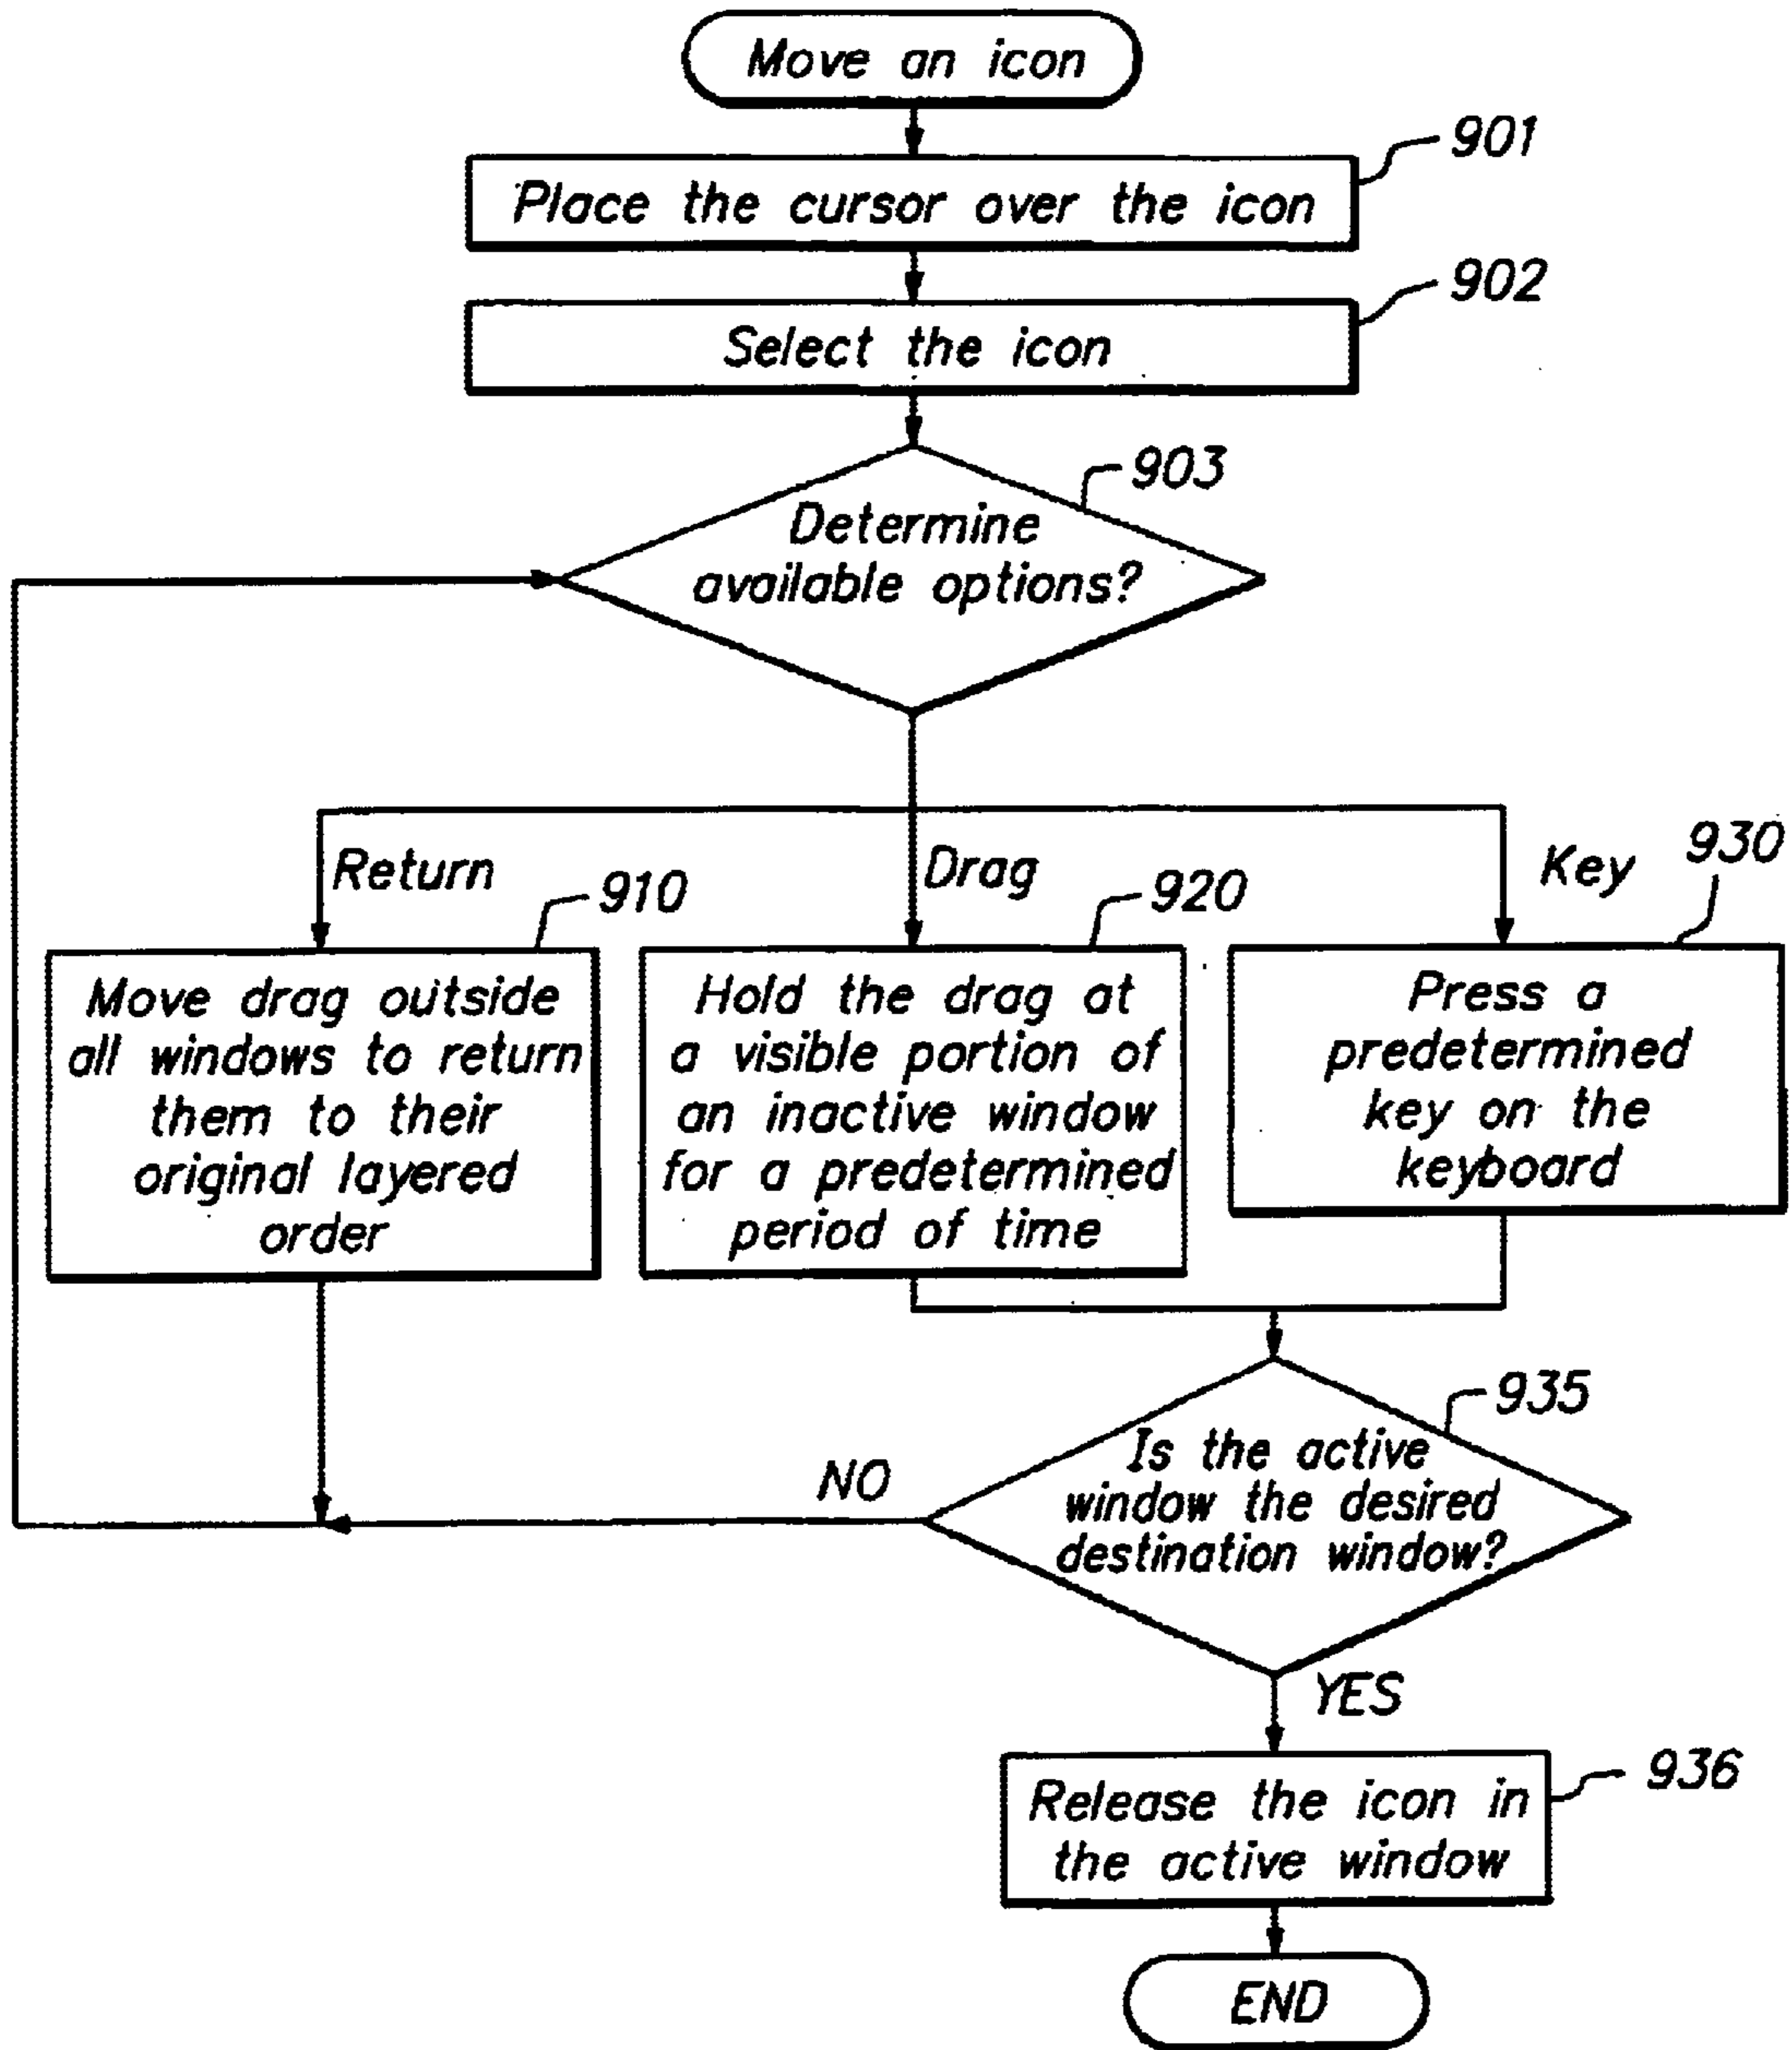 Move an icon
901
Place the cursor over the icon
902
Select the icon
903
Determine
available options?
Return
910
Move drag outside
all windows to return
them to their
original layered
order
Drag
920
Hold the drag at
a visible portion of
an inactive window
for a predetermined
period of time
Key
930
Press a
predetermined
key on the
keyboard
935
Is the active
window the desired
destination window?
NO
YES
936
Release the icon in
the active window
END